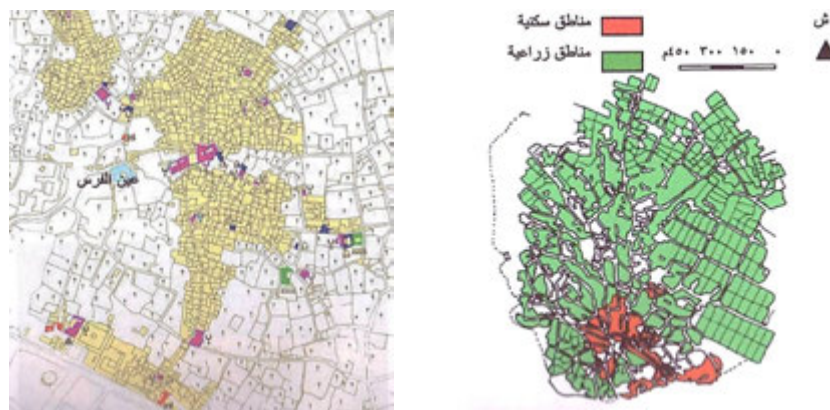 عين الفرس
مناطق سكنية
مناطق زراعية
٠ ١٥٠ ٣٠٠ ٤٥٠م
ش